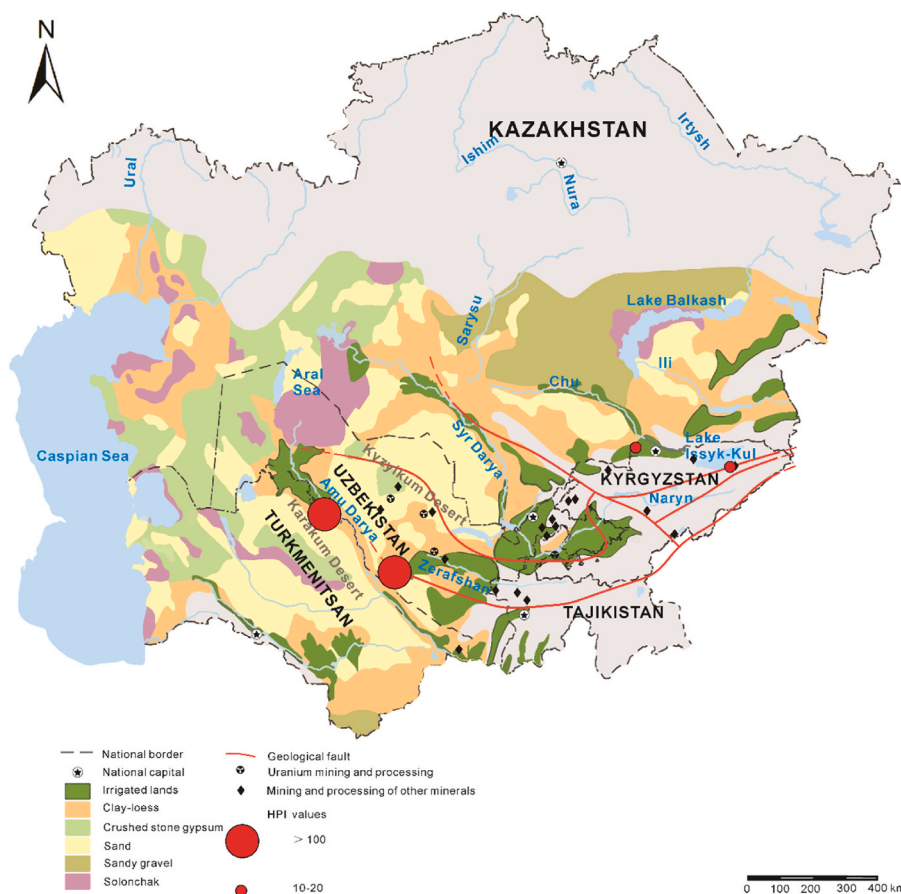 N
KAZAKHSTAN
Irtysh
Ishim
Ural
Nura
Lake Balkash
Sarysu
Ili
Aral
Sea
Chu
Syr Darya
Lake
Issyk-Kul
Caspian Sea
Kyzylkum Desert
KYRGYZSTAN
UZBEKISTAN
Naryn
Amu Darya
Karakum Desert
TURKMENITSAN
Zerafshan
TAJIKISTAN
National border
National capital
Irrigated lands
Clay-loess
Crushed stone gypsum
Sand
Sandy gravel
Solonchak
Geological fault
Uranium mining and processing
Mining and processing of other minerals
HPI values
> 100
10-20
0 100 200 300 400 km